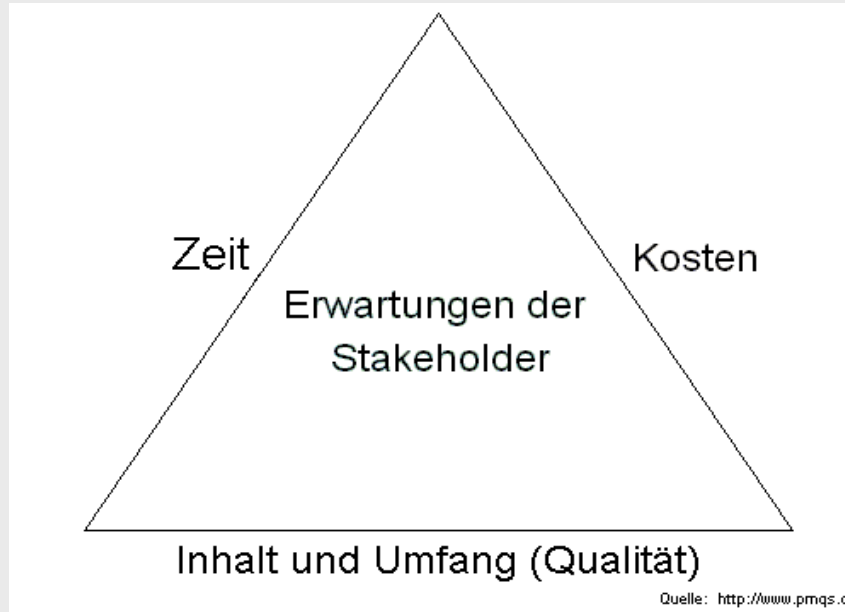 Zeit
Kosten
Erwartungen der
Stakeholder
Inhalt und Umfang (Qualität)
Quelle: http://www.pmqs.